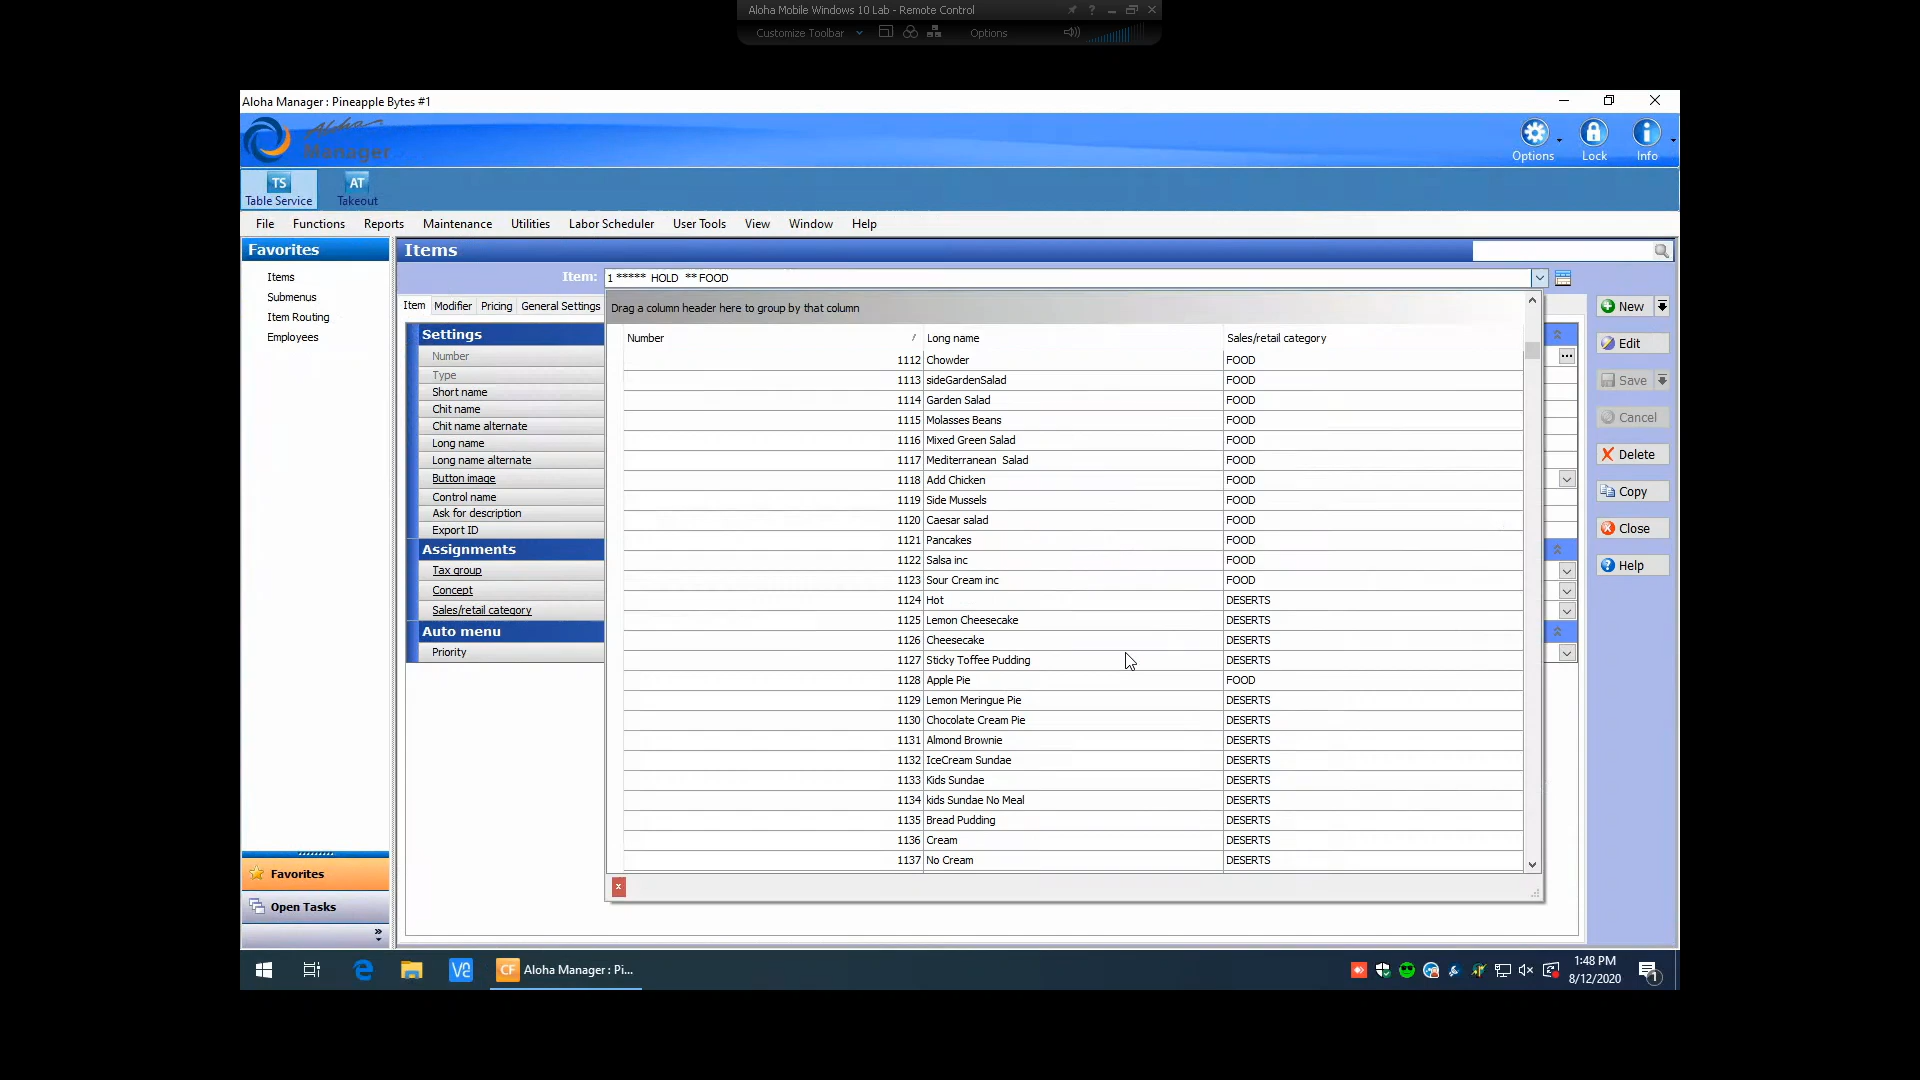 Aloha Mobile Windows 10 Lab - Remote Control
Customize Toolbar
Options
Aloha Manager : Pineapple Bytes #1
Aloha
Manager
Options
Lock
Info
TS
Table Service
AT
Takeout
File Functions Reports Maintenance Utilities Labor Scheduler User Tools View Window Help
Favorites
Items
Submenus
Item Routing
Employees
Favorites
Open Tasks
Items
Item: 1 ***** HOLD ** FOOD
Item Modifier Pricing General Settings
Settings
Number
Type
Short name
Chit name
Chit name alternate
Long name
Long name alternate
Button image
Control name
Ask for description
Export ID
Assignments
Tax group
Concept
Sales/retail category
Auto menu
Priority
Drag a column header here to group by that column
Number Long name Sales/retail category
1112 Chowder FOOD
1113 sideGardenSalad FOOD
1114 Garden Salad FOOD
1115 Molasses Beans FOOD
1116 Mixed Green Salad FOOD
1117 Mediterranean Salad FOOD
1118 Add Chicken FOOD
1119 Side Mussels FOOD
1120 Caesar salad FOOD
1121 Pancakes FOOD
1122 Salsa inc FOOD
1123 Sour Cream inc FOOD
1124 Hot DESERTS
1125 Lemon Cheesecake DESERTS
1126 Cheesecake DESERTS
1127 Sticky Toffee Pudding DESERTS
1128 Apple Pie FOOD
1129 Lemon Meringue Pie DESERTS
1130 Chocolate Cream Pie DESERTS
1131 Almond Brownie DESERTS
1132 IceCream Sundae DESERTS
1133 Kids Sundae DESERTS
1134 kids Sundae No Meal DESERTS
1135 Bread Pudding DESERTS
1136 Cream DESERTS
1137 No Cream DESERTS
New
Edit
Save
Cancel
Delete
Copy
Close
Help
CF Aloha Manager : Pi...
1:48 PM
8/12/2020
1